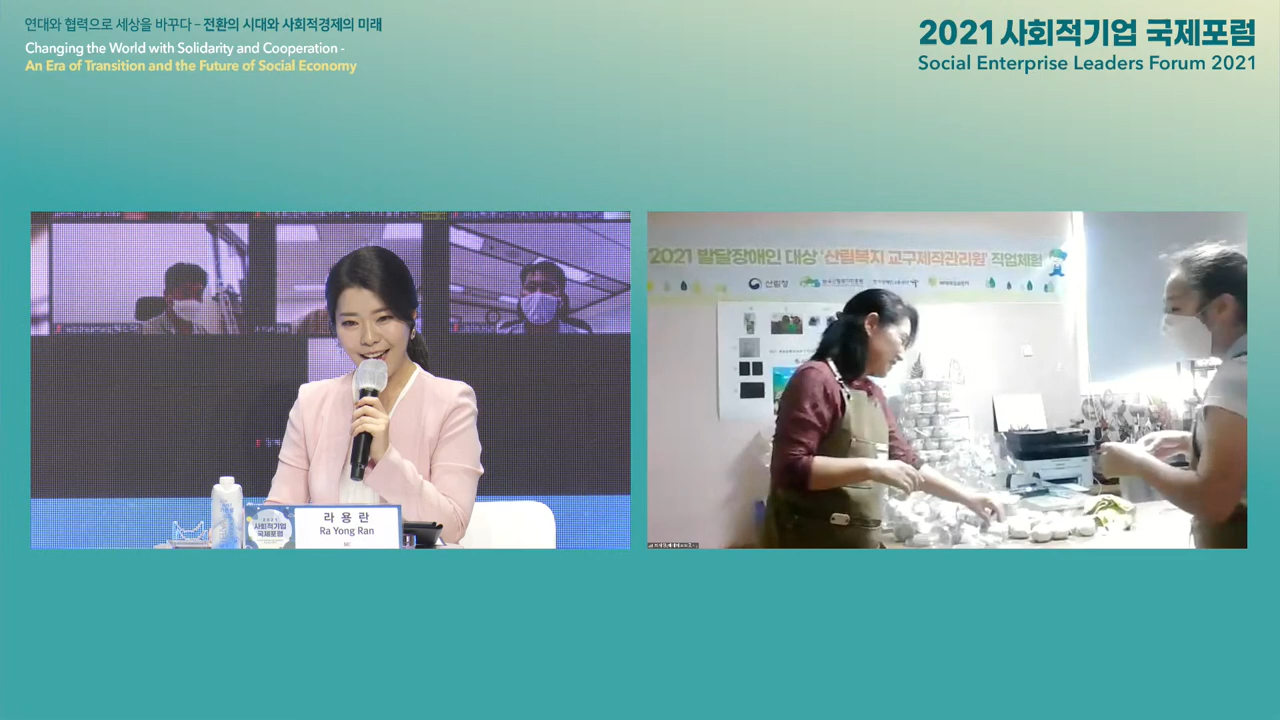 연대와 협력으로 세상을 바꾸다 – 전환의 시대와 사회적경제의 미래
Changing the World with Solidarity and Cooperation -
An Era of Transition and the Future of Social Economy
2021 사회적기업 국제포럼
Social Enterprise Leaders Forum 2021
2021 발달장애인 대상 '산림복지 교구제작관리원' 직업체험
산림청
2021
사회적기업
국제포럼
라 용 란
Ra Yong Ran
MC